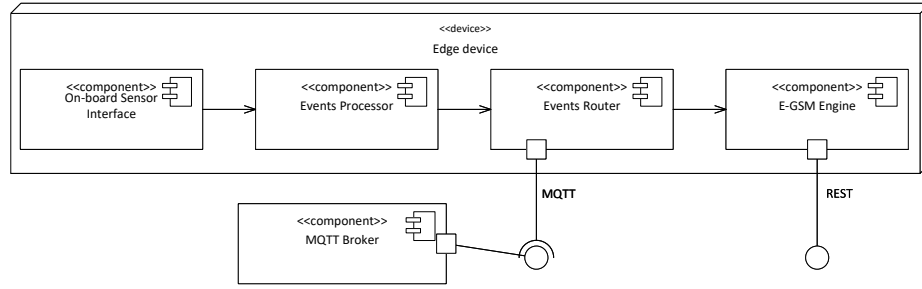 <<device>>
Edge device
<<component>>
On-board Sensor
Interface
<<component>>
Events Processor
<<component>>
Events Router
<<component>>
E-GSM Engine
MQTT
REST
<<component>>
MQTT Broker